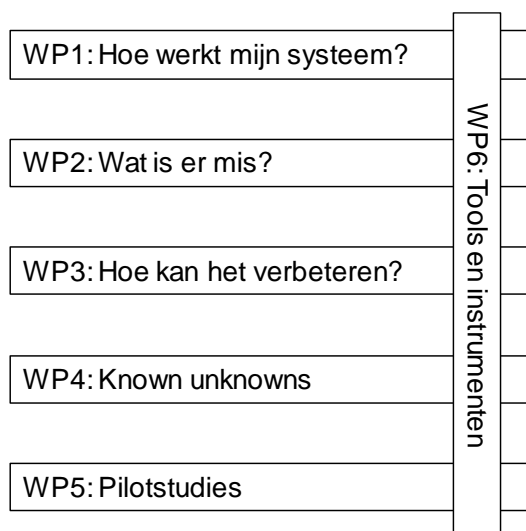 WP1: Hoe werkt mijn systeem?
WP2: Wat is er mis?
WP3: Hoe kan het verbeteren?
WP4: Known unknowns
WP5: Pilotstudies
WP6: Tools en instrumenten